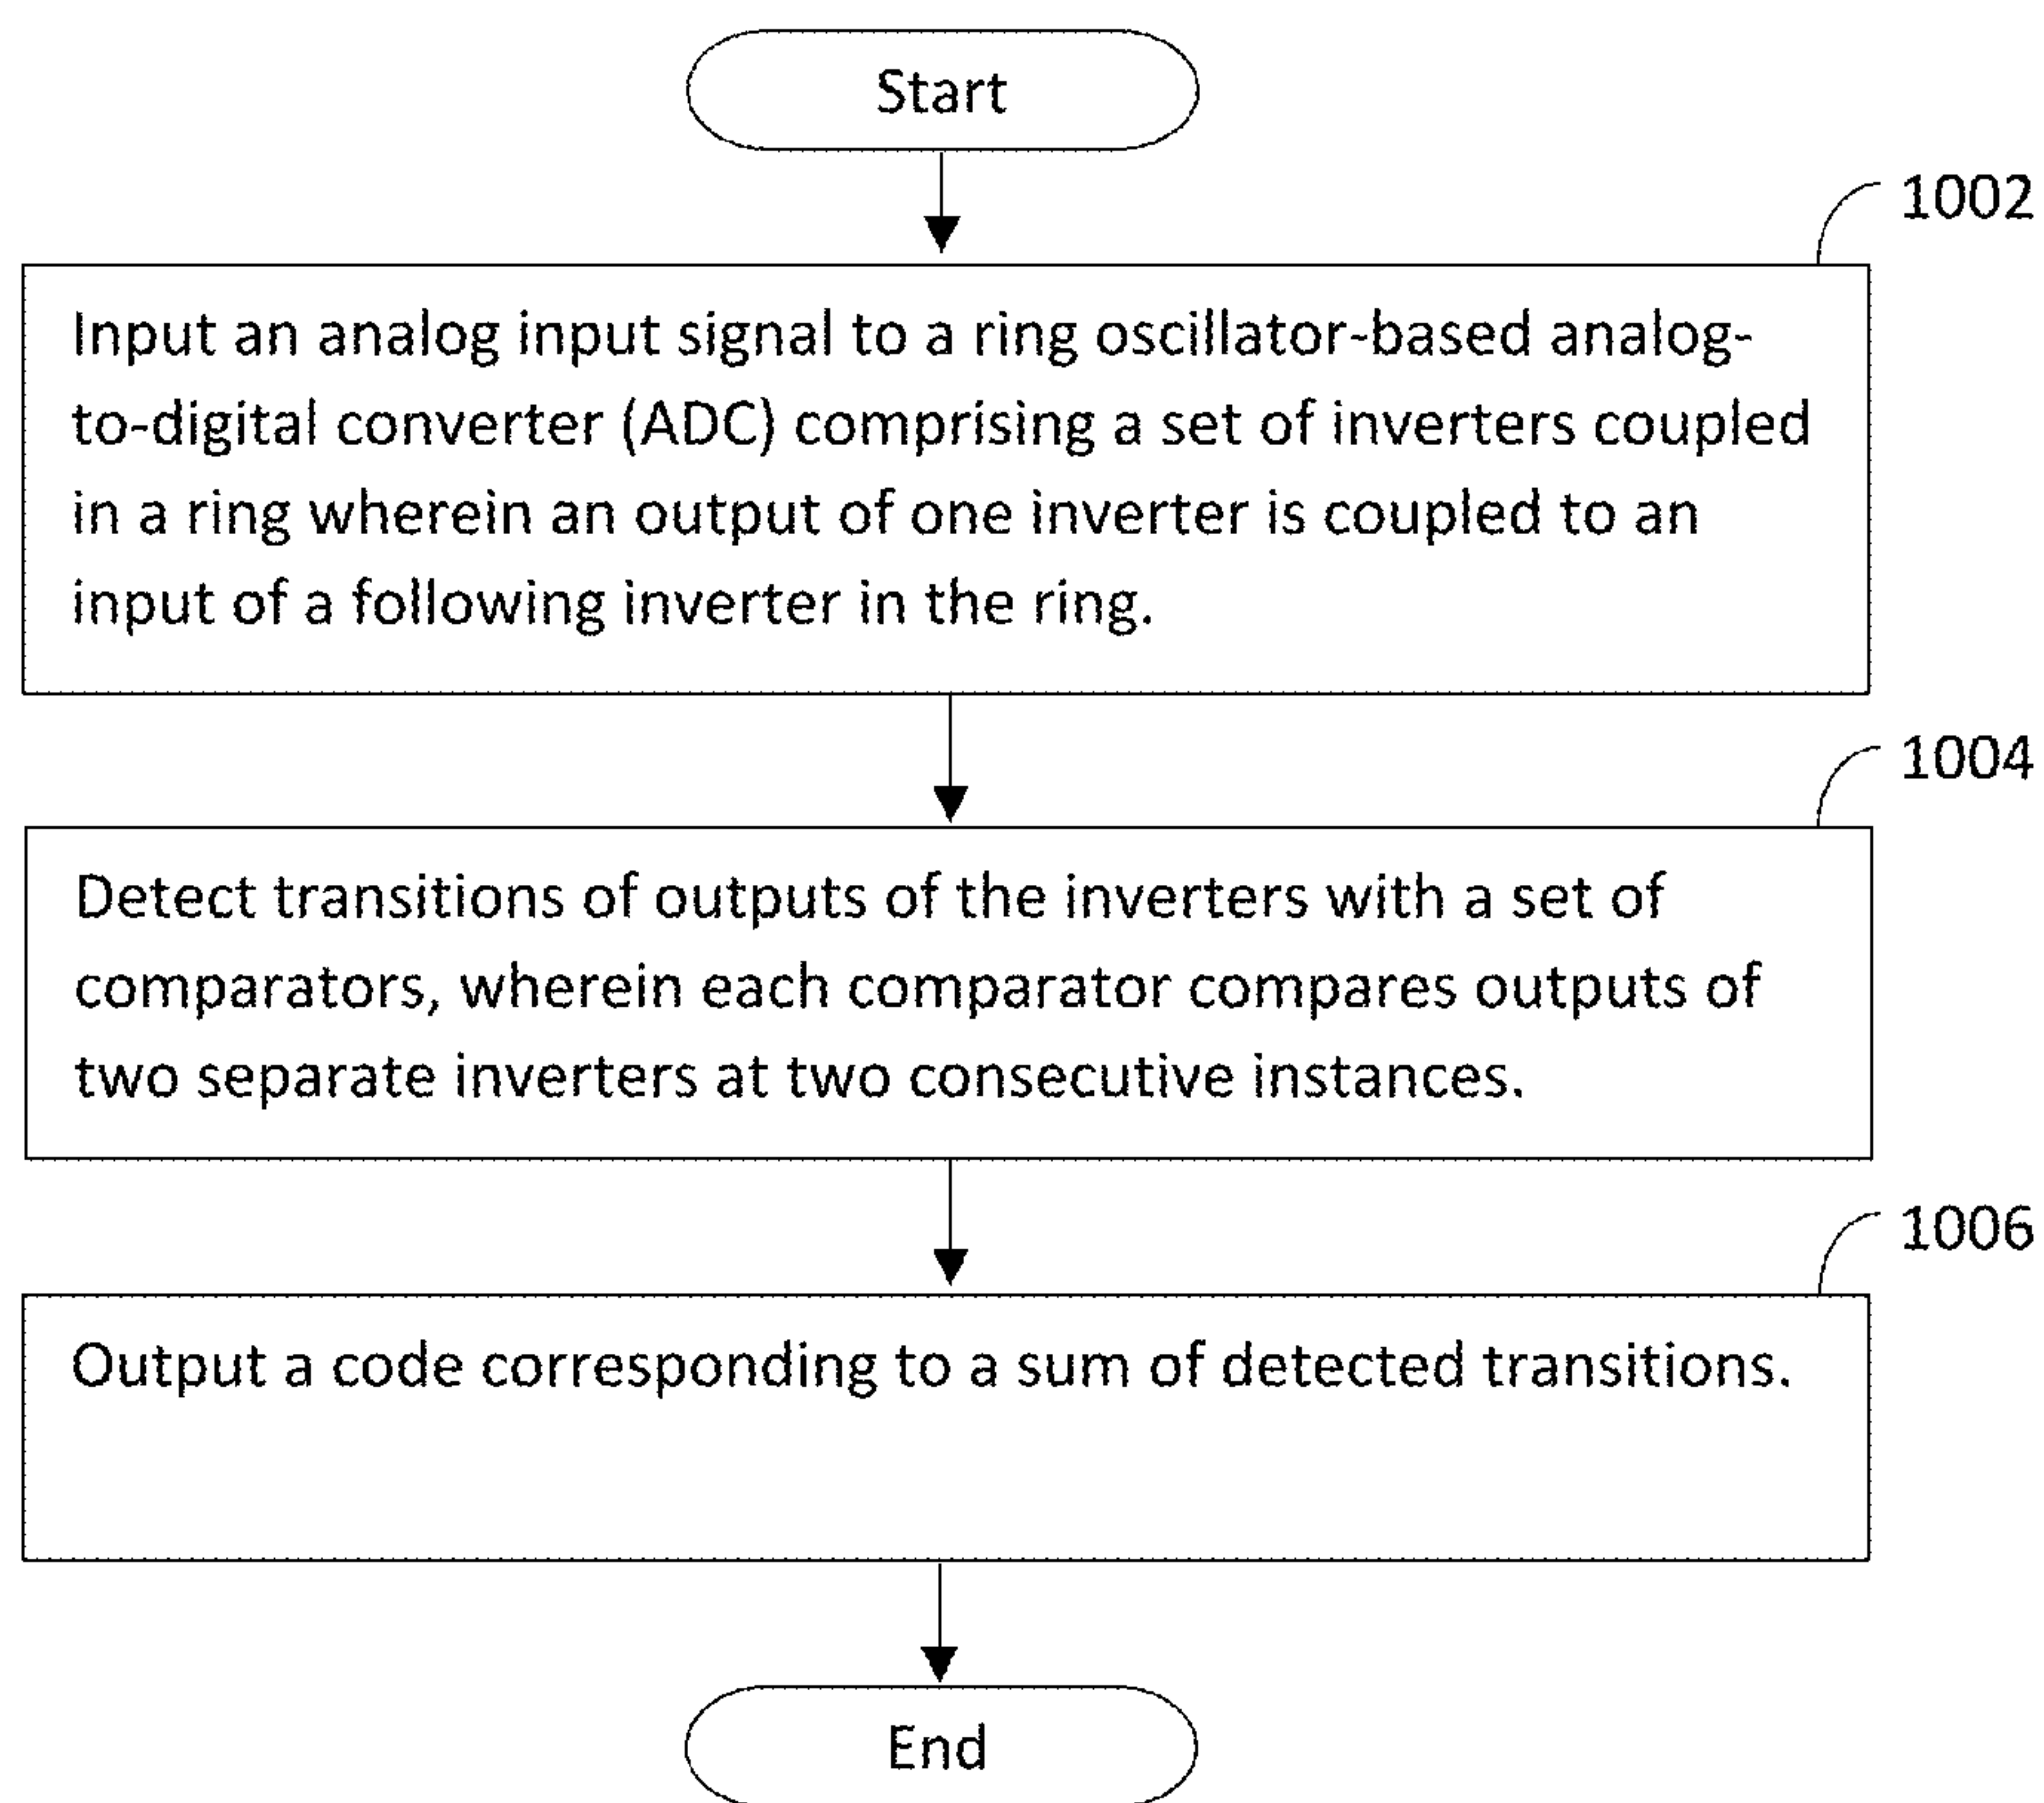 Start
1002
Input an analog input signal to a ring oscillator-based analog-
to-digital converter (ADC) comprising a set of inverters coupled
in a ring wherein an output of one inverter is coupled to an
input of a following inverter in the ring.
1004
Detect transitions of outputs of the inverters with a set of
comparators, wherein each comparator compares outputs of
two separate inverters at two consecutive instances.
1006
Output a code corresponding to a sum of detected transitions.
End